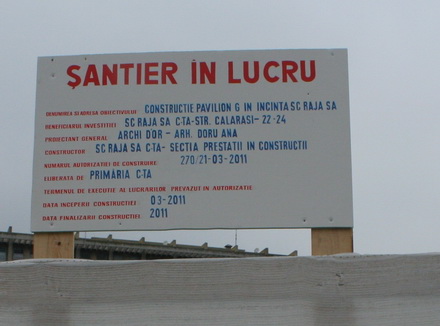 ŞANTIER IN LUCRU
DENUMIREA SI ADRESA OBIECTIVULUI CONSTRUCTIE PAVILION G IN INCINTA SC RAJA SA
BENEFICIARUL INVESTITIEI SC RAJA SA C-TA-STR. CALARASI-22-24
PROIECTANT GENERAL ARCHI D'OR - ARH. DORU ANA
CONSTRUCTOR SC RAJA SA C-TA- SECTIA PRESTATII IN CONSTRUCTII
NUMARUL AUTORIZATIEI DE CONSTRUIRE 270/21-03-2011
ELIBERATA DE PRIMĂRIA C-TA
TERMENUL DE EXECUTIE AL LUCRARILOR PREVAZUT IN AUTORIZATIE
DATA INCEPERII CONSTRUCTIEI: 03-2011
DATA FINALIZARII CONSTRUCTIEI: 2011